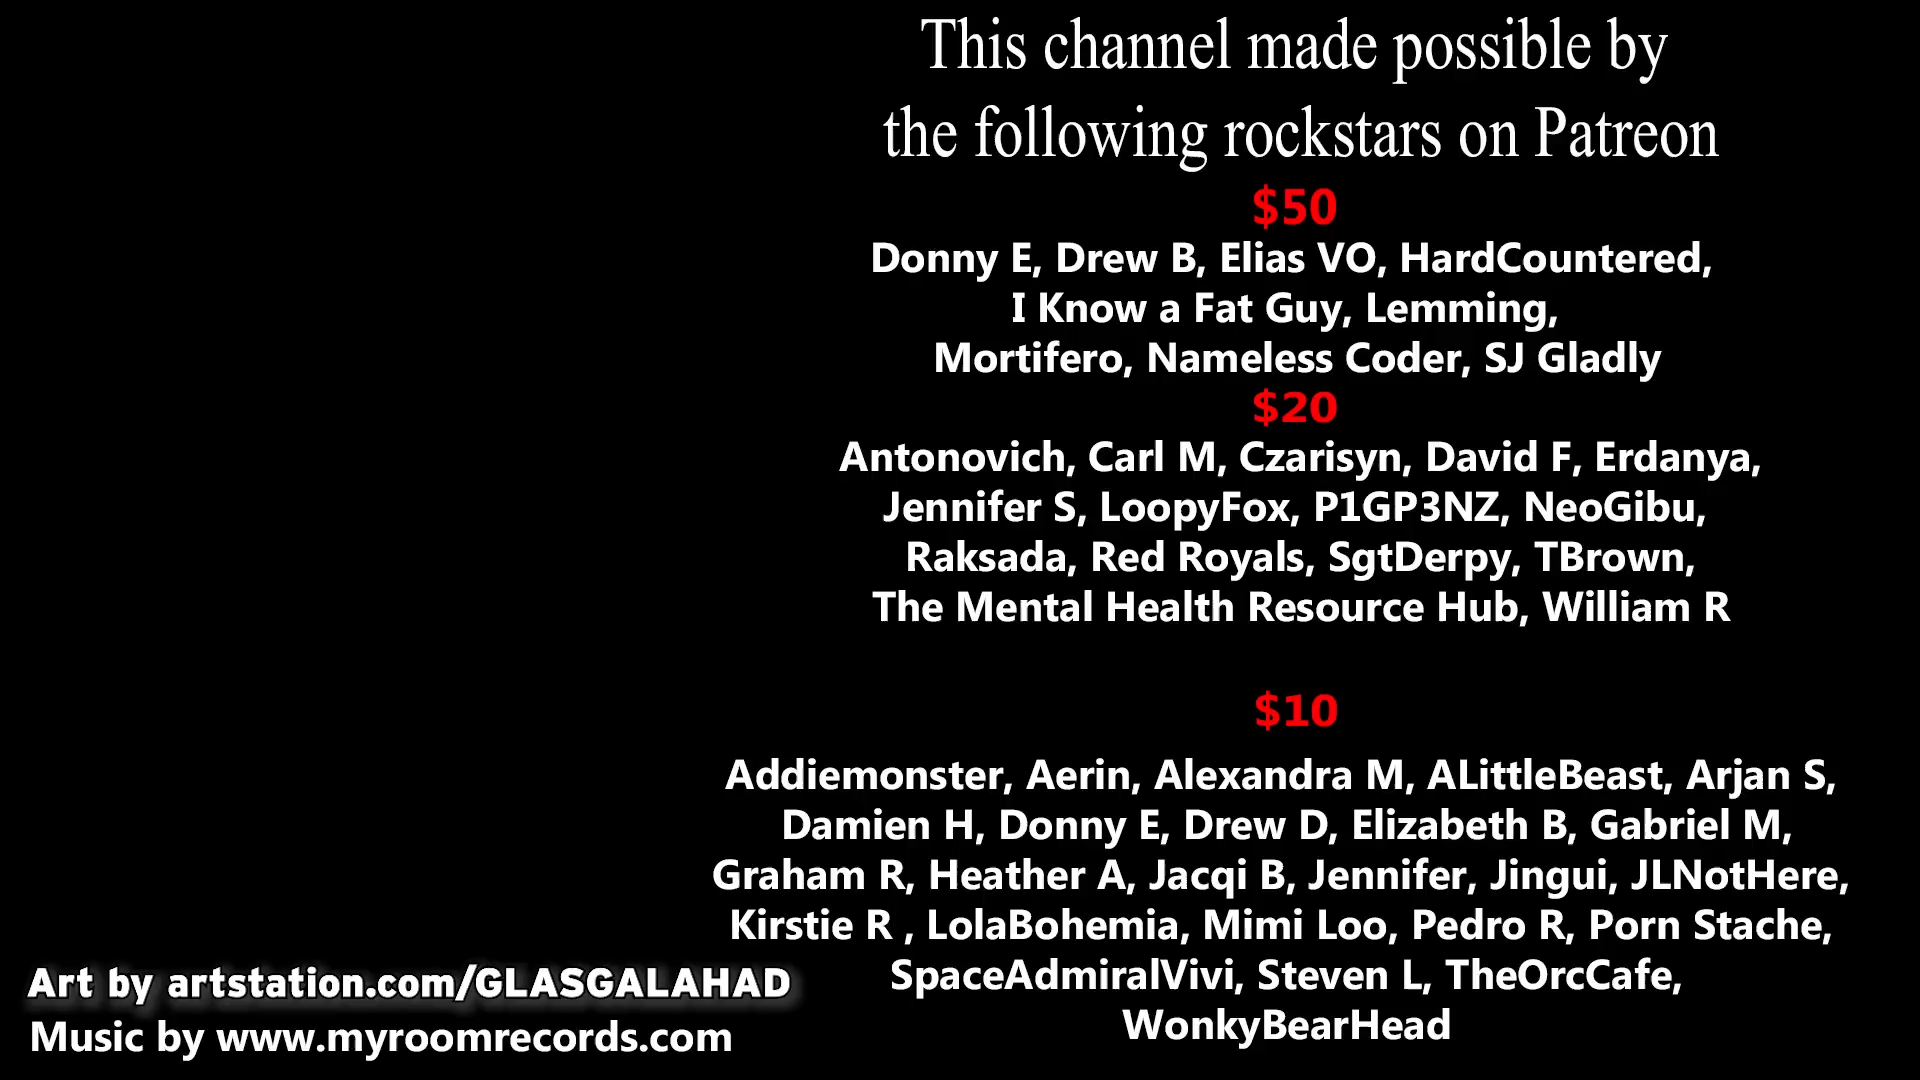 This channel made possible by
the following rockstars on Patreon
$50
Donny E, Drew B, Elias VO, HardCountered,
I Know a Fat Guy, Lemming,
Mortifero, Nameless Coder, SJ Gladly
$20
Antonovich, Carl M, Czarisyn, David F, Erdanya,
Jennifer S, LoopyFox, P1GP3NZ, NeoGibu,
Raksada, Red Royals, SgtDerpy, TBrown,
The Mental Health Resource Hub, William R
$10
Addiemonster, Aerin, Alexandra M, ALittleBeast, Arjan S,
Damien H, Donny E, Drew D, Elizabeth B, Gabriel M,
Graham R, Heather A, Jacqi B, Jennifer, Jingui, JLNotHere,
Kirstie R , LolaBohemia, Mimi Loo, Pedro R, Porn Stache,
SpaceAdmiralVivi, Steven L, TheOrcCafe,
WonkyBearHead
Art by artstation.com/GLASGALAHAD
Music by www.myroomrecords.com